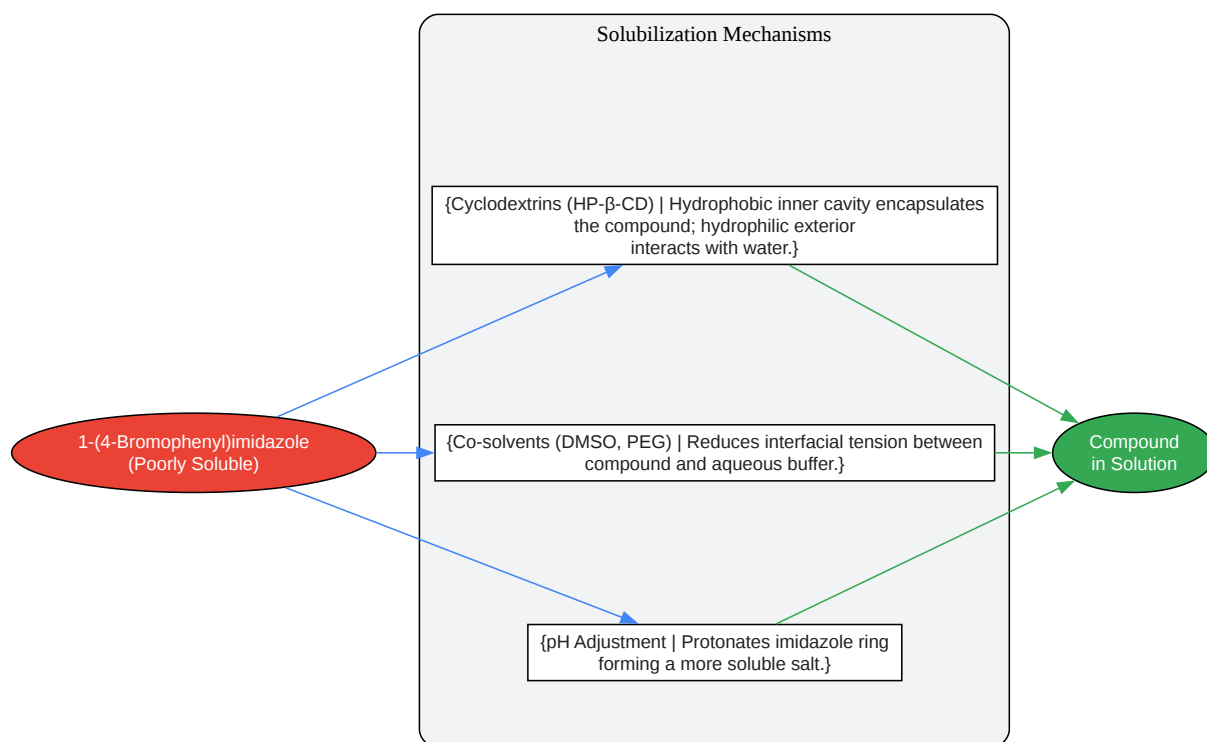 Solubilization Mechanisms
{Cyclodextrins (HP-β-CD) | Hydrophobic inner cavity encapsulates
the compound; hydrophilic exterior
interacts with water.}
1-(4-Bromophenyl)imidazole
(Poorly Soluble)
{Co-solvents (DMSO, PEG) | Reduces interfacial tension between
compound and aqueous buffer.}
Compound
in Solution
{pH Adjustment | Protonates imidazole ring
forming a more soluble salt.}